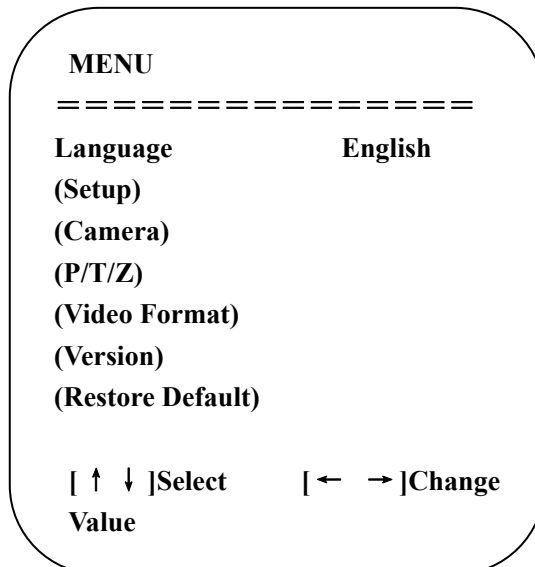 MENU
================
Language English
(Setup)
(Camera)
(P/T/Z)
(Video Format)
(Version)
(Restore Default)
[ ↑ ↓ ]Select [ ← → ]Change
Value